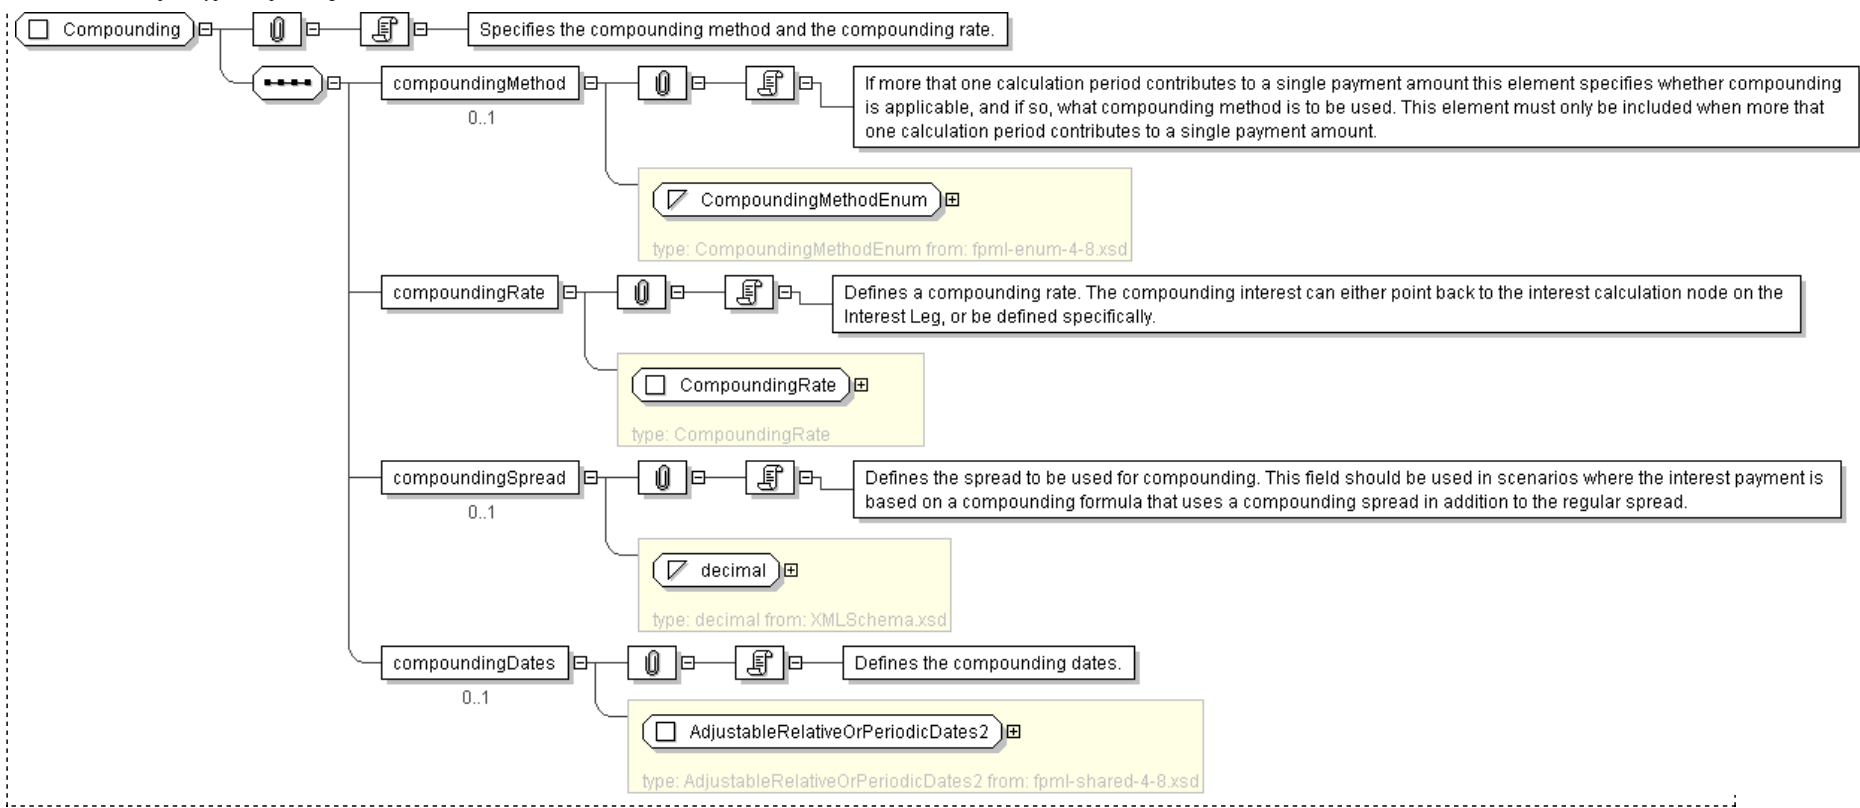 Compounding
Specifies the compounding method and the compounding rate.
compoundingMethod
0..1
If more that one calculation period contributes to a single payment amount this element specifies whether compounding
is applicable, and if so, what compounding method is to be used. This element must only be included when more that
one calculation period contributes to a single payment amount.
CompoundingMethodEnum
type: CompoundingMethodEnum from: fpml-enum-4-8.xsd
compoundingRate
Defines a compounding rate. The compounding interest can either point back to the interest calculation node on the
Interest Leg, or be defined specifically.
CompoundingRate
type: CompoundingRate
compoundingSpread
0..1
Defines the spread to be used for compounding. This field should be used in scenarios where the interest payment is
based on a compounding formula that uses a compounding spread in addition to the regular spread.
decimal
type: decimal from: XMLSchema.xsd
compoundingDates
0..1
Defines the compounding dates.
AdjustableRelativeOrPeriodicDates2
type: AdjustableRelativeOrPeriodicDates2 from: fpml-shared-4-8.xsd